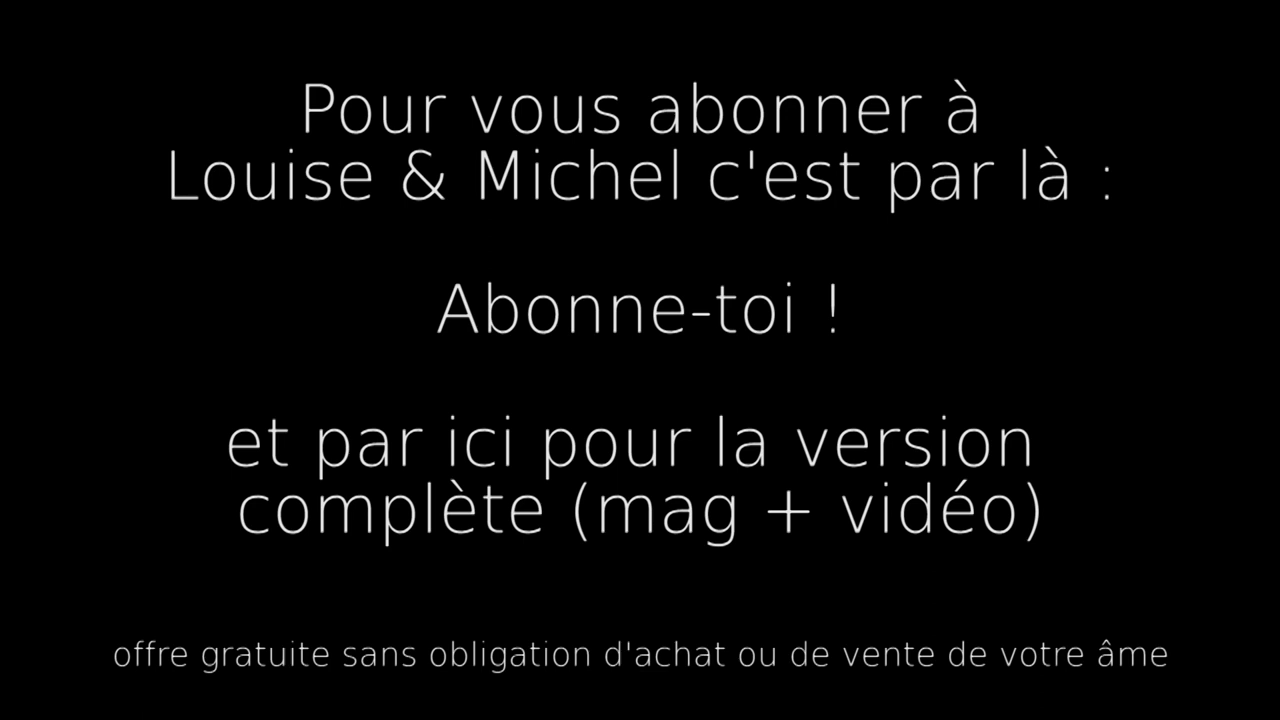 Pour vous abonner à
Louise & Michel c'est par là :
Abonne-toi !
et par ici pour la version
complète (mag + vidéo)
offre gratuite sans obligation d'achat ou de vente de votre âme